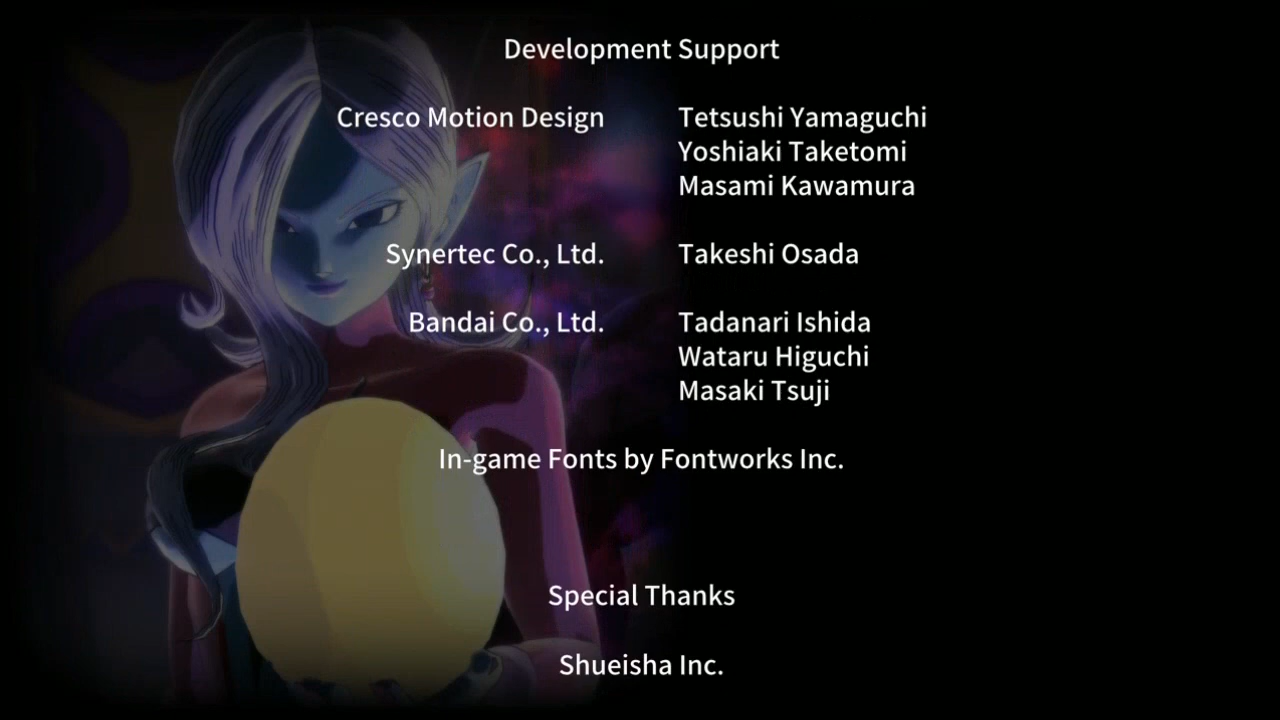 Development Support
Cresco Motion Design Tetsushi Yamaguchi
Yoshiaki Taketomi
Masami Kawamura
Synertec Co., Ltd. Takeshi Osada
Bandai Co., Ltd. Tadanari Ishida
Wataru Higuchi
Masaki Tsuji
In-game Fonts by Fontworks Inc.
Special Thanks
Shueisha Inc.